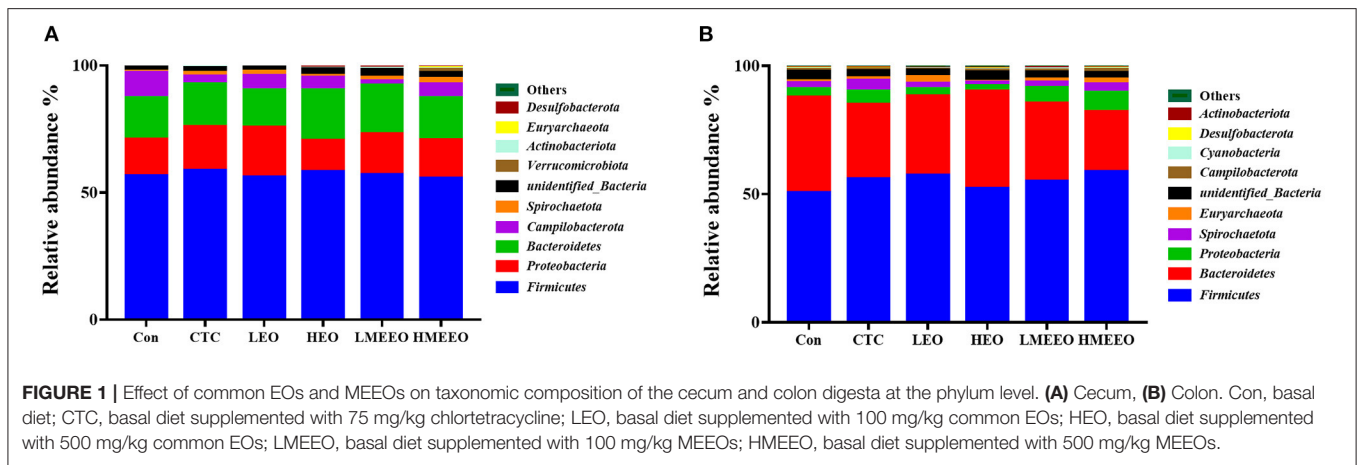 A
Relative abundance %
100
50
0
Con CTC LEO HEO LMEEO HMEEO
Others
Desulfobacterota
Euryarchaeota
Actinobacteriota
Verrucomicrobiota
unidentified_Bacteria
Spirochaetota
Campilobacterota
Bacteroidetes
Proteobacteria
Firmicutes
B
Relative abundance %
100
50
0
Con CTC LEO HEO LMEEO HMEEO
Others
Actinobacteriota
Desulfobacterota
Cyanobacteria
Campilobacterota
unidentified_Bacteria
Euryarchaeota
Spirochaetota
Proteobacteria
Bacteroidetes
Firmicutes
FIGURE 1 | Effect of common EOs and MEEOs on taxonomic composition of the cecum and colon digesta at the phylum level. (A) Cecum, (B) Colon. Con, basal
diet; CTC, basal diet supplemented with 75 mg/kg chlortetracycline; LEO, basal diet supplemented with 100 mg/kg common EOs; HEO, basal diet supplemented
with 500 mg/kg common EOs; LMEEO, basal diet supplemented with 100 mg/kg MEEOs; HMEEO, basal diet supplemented with 500 mg/kg MEEOs.